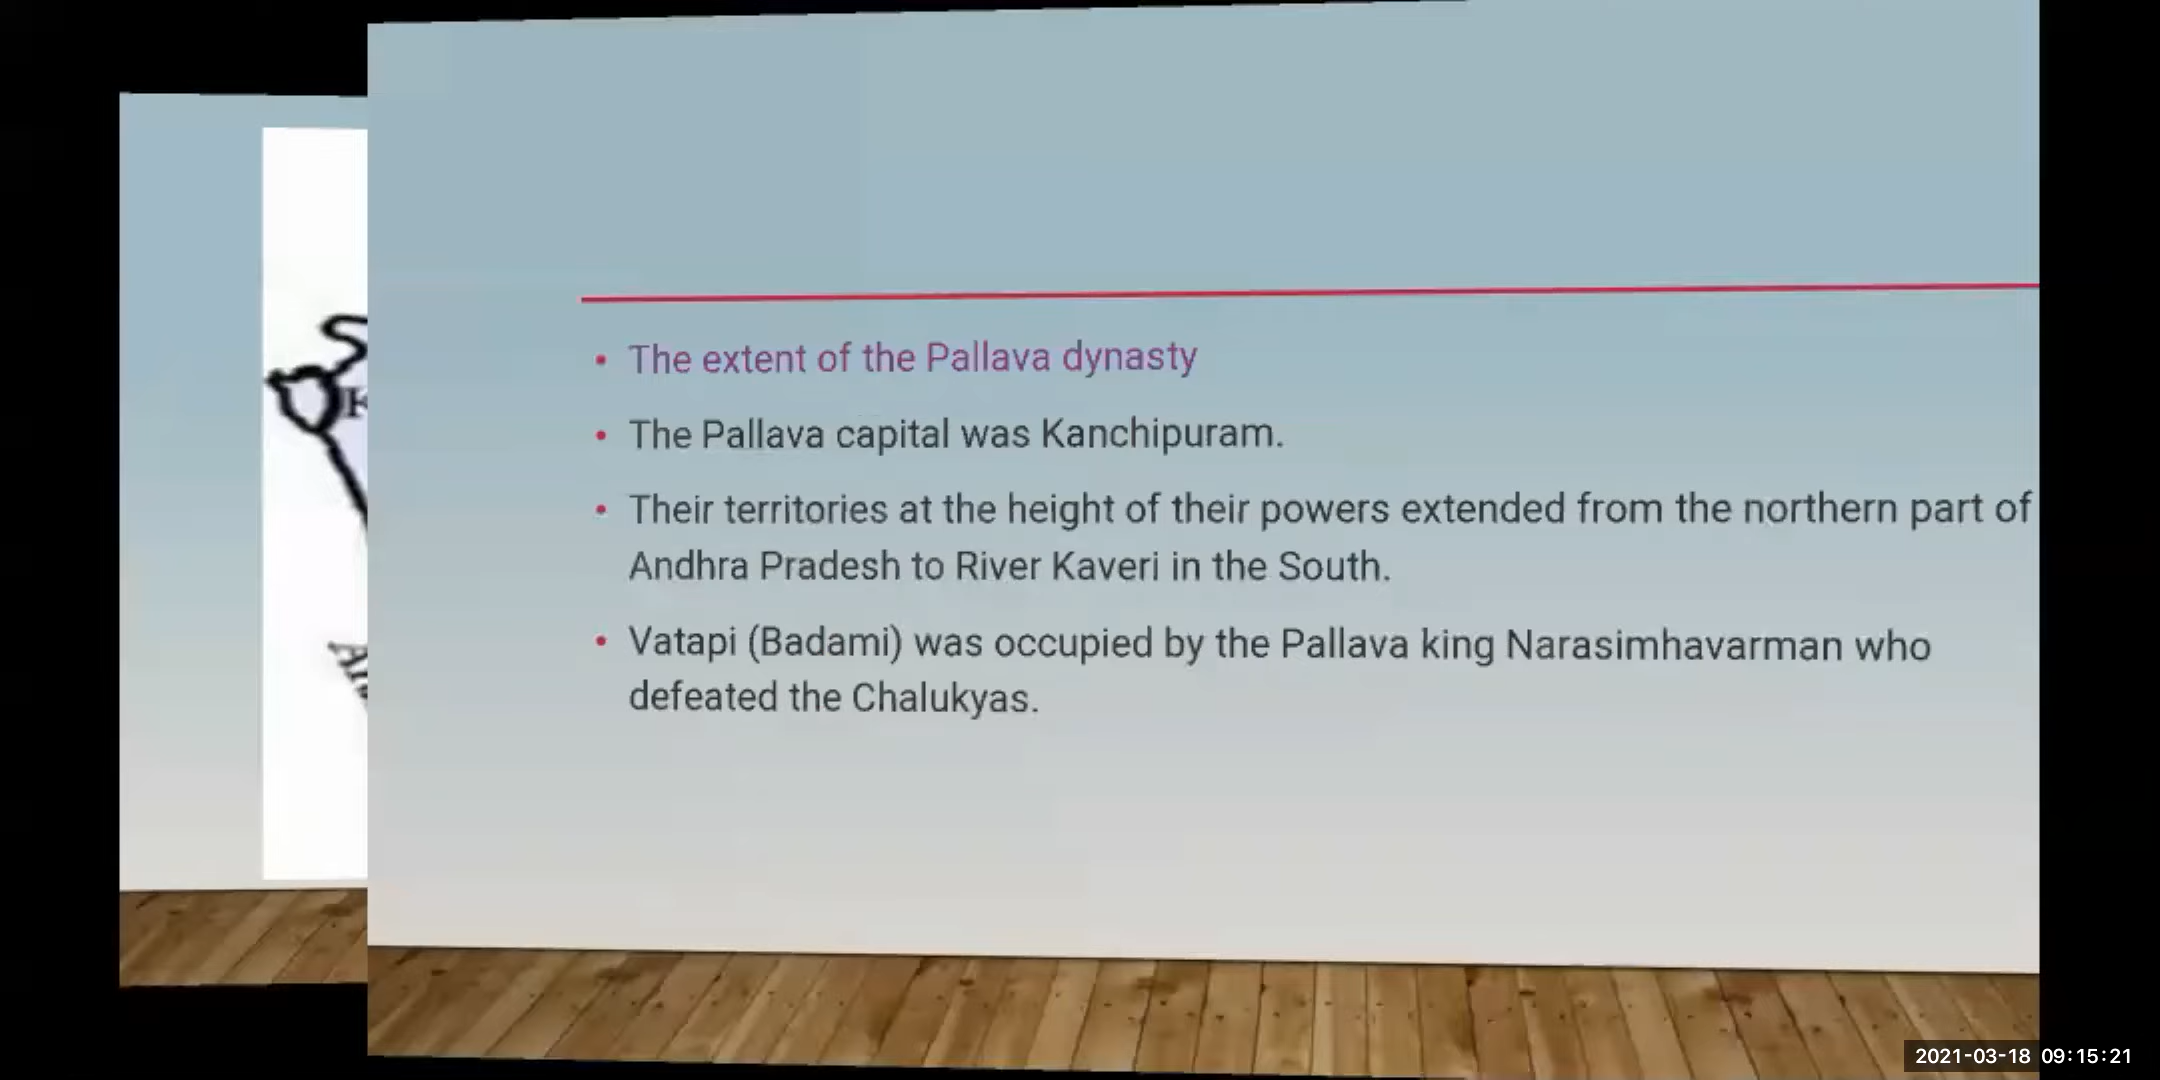 • The extent of the Pallava dynasty
• The Pallava capital was Kanchipuram.
• Their territories at the height of their powers extended from the northern part of
Andhra Pradesh to River Kaveri in the South.
• Vatapi (Badami) was occupied by the Pallava king Narasimhavarman who
defeated the Chalukyas.
2021-03-18 09:15:21